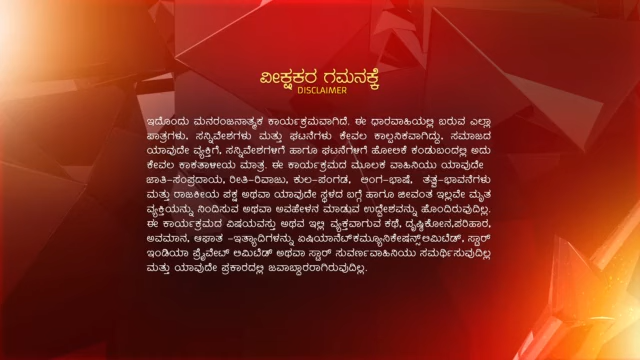 ವೀಕ್ಷಕರ ಗಮನಕ್ಕೆ
DISCLAIMER
ಇದೊಂದು ಮನರಂಜನಾತ್ಮಕ ಕಾರ್ಯಕ್ರಮವಾಗಿದೆ. ಈ ಧಾರವಾಹಿಯಲ್ಲಿ ಬರುವ ಎಲ್ಲಾ
ಪಾತ್ರಗಳು, ಸನ್ನಿವೇಶಗಳು ಮತ್ತು ಘಟನೆಗಳು ಕೇವಲ ಕಾಲ್ಪನಿಕವಾಗಿದ್ದು, ಸಮಾಜದ
ಯಾವುದೇ ವ್ಯಕ್ತಿಗೆ, ಸನ್ನಿವೇಶಗಳಿಗೆ ಹಾಗೂ ಘಟನೆಗಳಿಗೆ ಹೋಲಿಕೆ ಕಂಡುಬಂದಲ್ಲಿ ಅದು
ಕೇವಲ ಕಾಕತಾಳೀಯ ಮಾತ್ರ. ಈ ಕಾರ್ಯಕ್ರಮದ ಮೂಲಕ ವಾಹಿನಿಯು ಯಾವುದೇ
ಜಾತಿ-ಸಂಪ್ರದಾಯ, ರೀತಿ-ರಿವಾಜು, ಕುಲ-ಪಂಗಡ, ಲಿಂಗ-ಭಾಷೆ, ತತ್ವ-ಭಾವನೆಗಳು
ಮತ್ತು ರಾಜಕೀಯ ಪಕ್ಷ ಅಥವಾ ಯಾವುದೇ ಸ್ಥಳದ ಬಗ್ಗೆ ಹಾಗೂ ಜೀವಂತ ಇಲ್ಲವೇ ಮೃತ
ವ್ಯಕ್ತಿಯನ್ನು ನಿಂದಿಸುವ ಅಥವಾ ಅವಹೇಳನ ಮಾಡುವ ಉದ್ದೇಶವನ್ನು ಹೊಂದಿರುವುದಿಲ್ಲ.
ಈ ಕಾರ್ಯಕ್ರಮದ ವಿಷಯವಸ್ತು ಅಥವ ಇಲ್ಲಿ ವ್ಯಕ್ತವಾಗುವ ಕಥೆ, ದೃಷ್ಟಿಕೋನ,ಪರಿಹಾರ,
ಅವಮಾನ, ಆಘಾತ -ಇತ್ಯಾದಿಗಳನ್ನು ಏಷಿಯಾನೆಟ್‌ಕಮ್ಯೂನಿಕೇಷನ್ಸ್ ಲಿಮಿಟೆಡ್, ಸ್ಟಾರ್
ಇಂಡಿಯಾ ಪ್ರೈವೇಟ್ ಲಿಮಿಟೆಡ್ ಅಥವಾ ಸ್ಟಾರ್ ಸುವರ್ಣವಾಹಿನಿಯು ಸಮರ್ಥಿಸುವುದಿಲ್ಲ
ಮತ್ತು ಯಾವುದೇ ಪ್ರಕಾರದಲ್ಲಿ ಜವಾಬ್ದಾರರಾಗಿರುವುದಿಲ್ಲ.